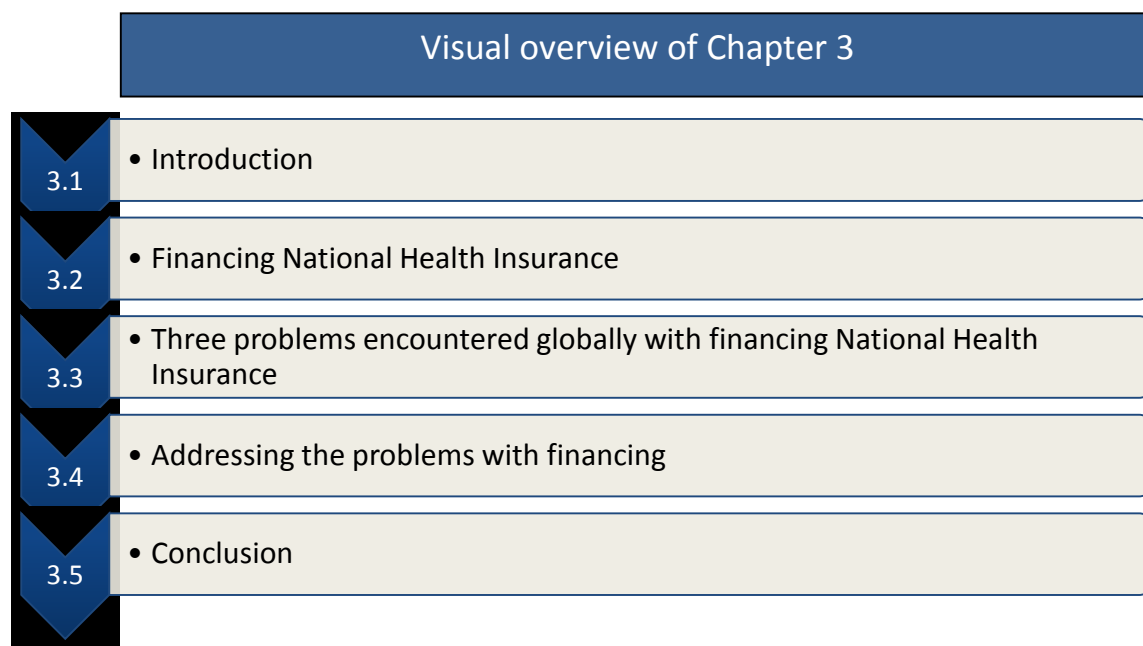 Visual overview of Chapter 3
3.1
• Introduction
3.2
• Financing National Health Insurance
3.3
• Three problems encountered globally with financing National Health
Insurance
3.4
• Addressing the problems with financing
3.5
• Conclusion